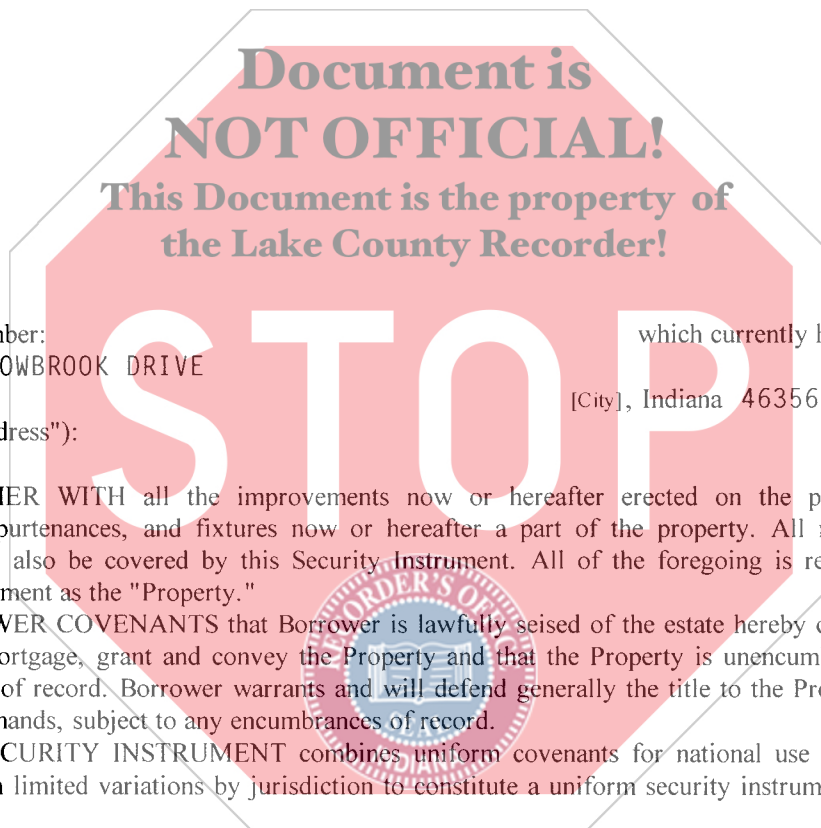 Document is
NOT OFFICIAL!
This Document is the property of
the Lake County Recorder!
STOP
nber: which currently h
OWBROOK DRIVE
[City], Indiana 46356
dress"):
IER WITH all the improvements now or hereafter erected on the p
purtenances, and fixtures now or hereafter a part of the property. All r
also be covered by this Security Instrument. All of the foregoing is re
ment as the "Property."
WER COVENANTS that Borrower is lawfully seised of the estate hereby c
ortgage, grant and convey the Property and that the Property is unencum
of record. Borrower warrants and will defend generally the title to the Pr
nands, subject to any encumbrances of record.
CURITY INSTRUMENT combines uniform covenants for national use
limited variations by jurisdiction to constitute a uniform security instrum
RECORDER'S OFFICE
INDIANA